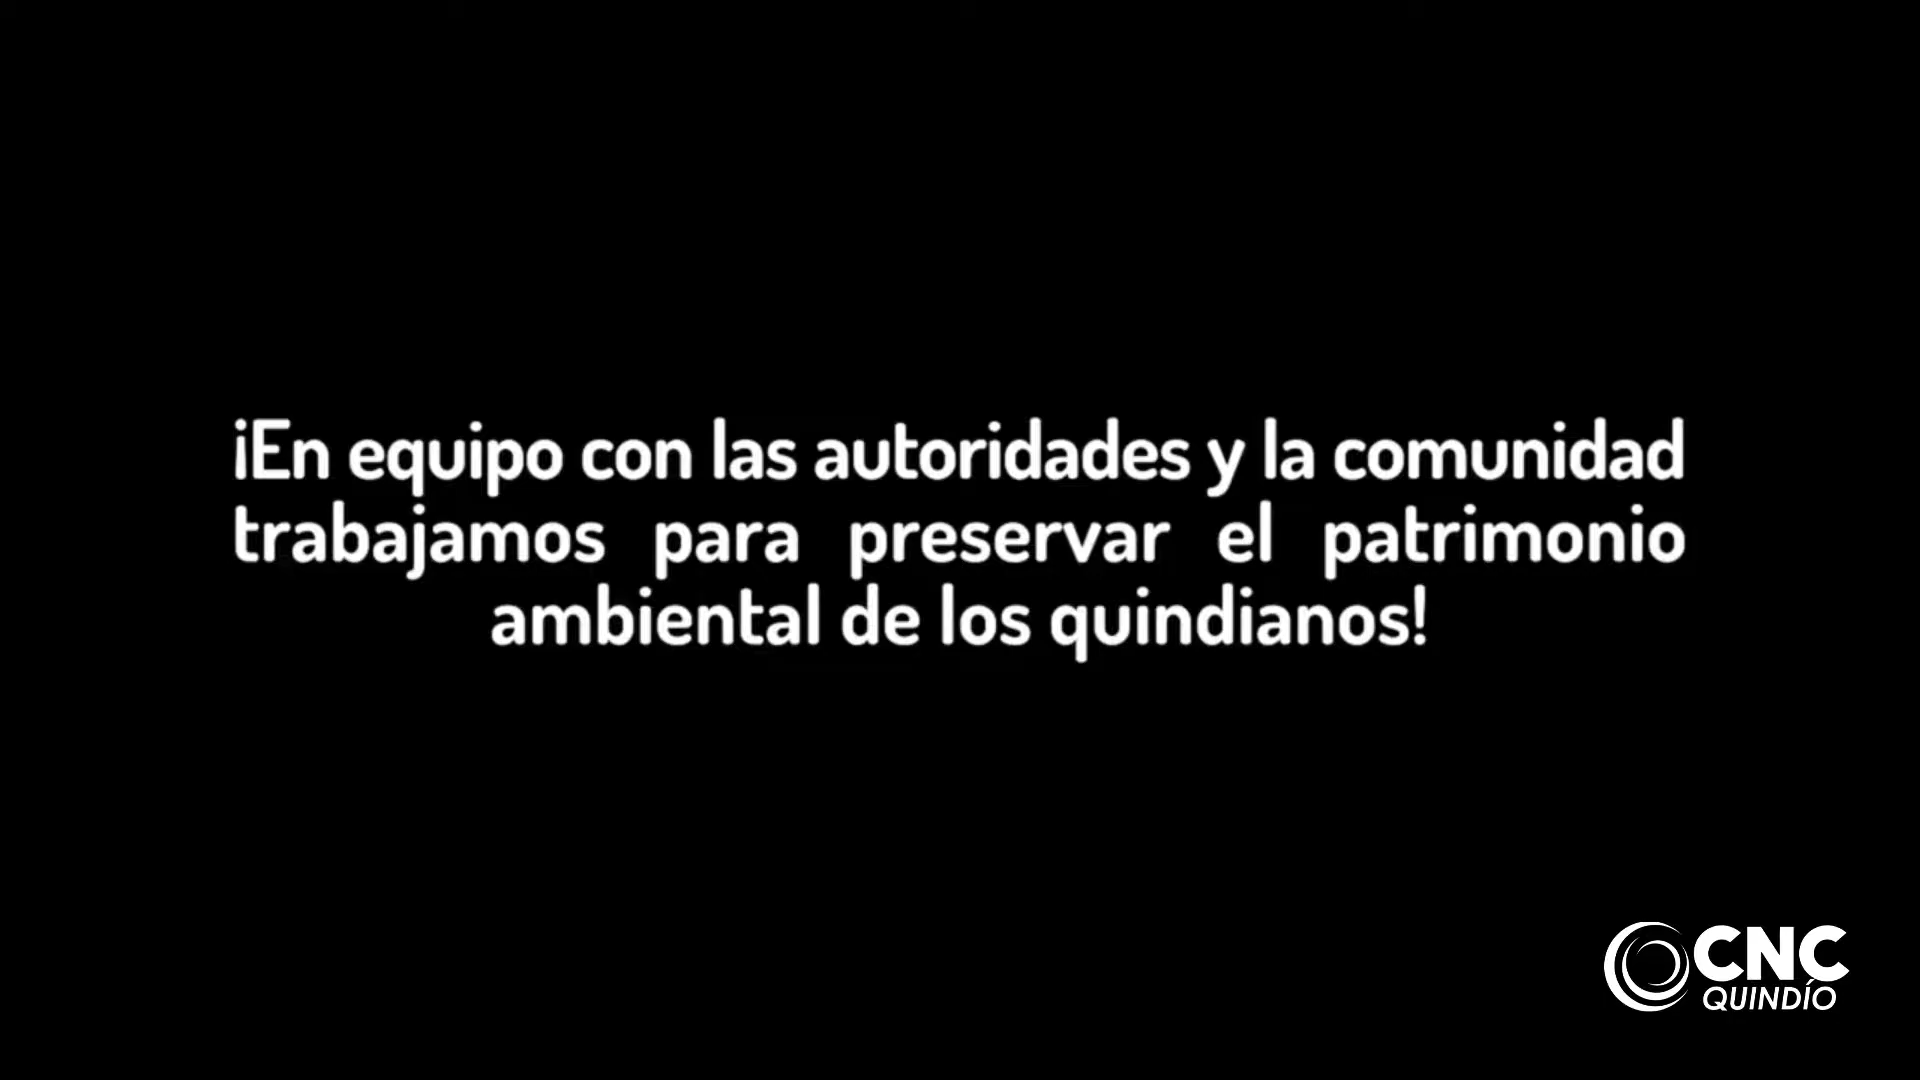 ¡En equipo con las autoridades y la comunidad
trabajamos para preservar el patrimonio
ambiental de los quindianos!
CNC
QUINDÍO